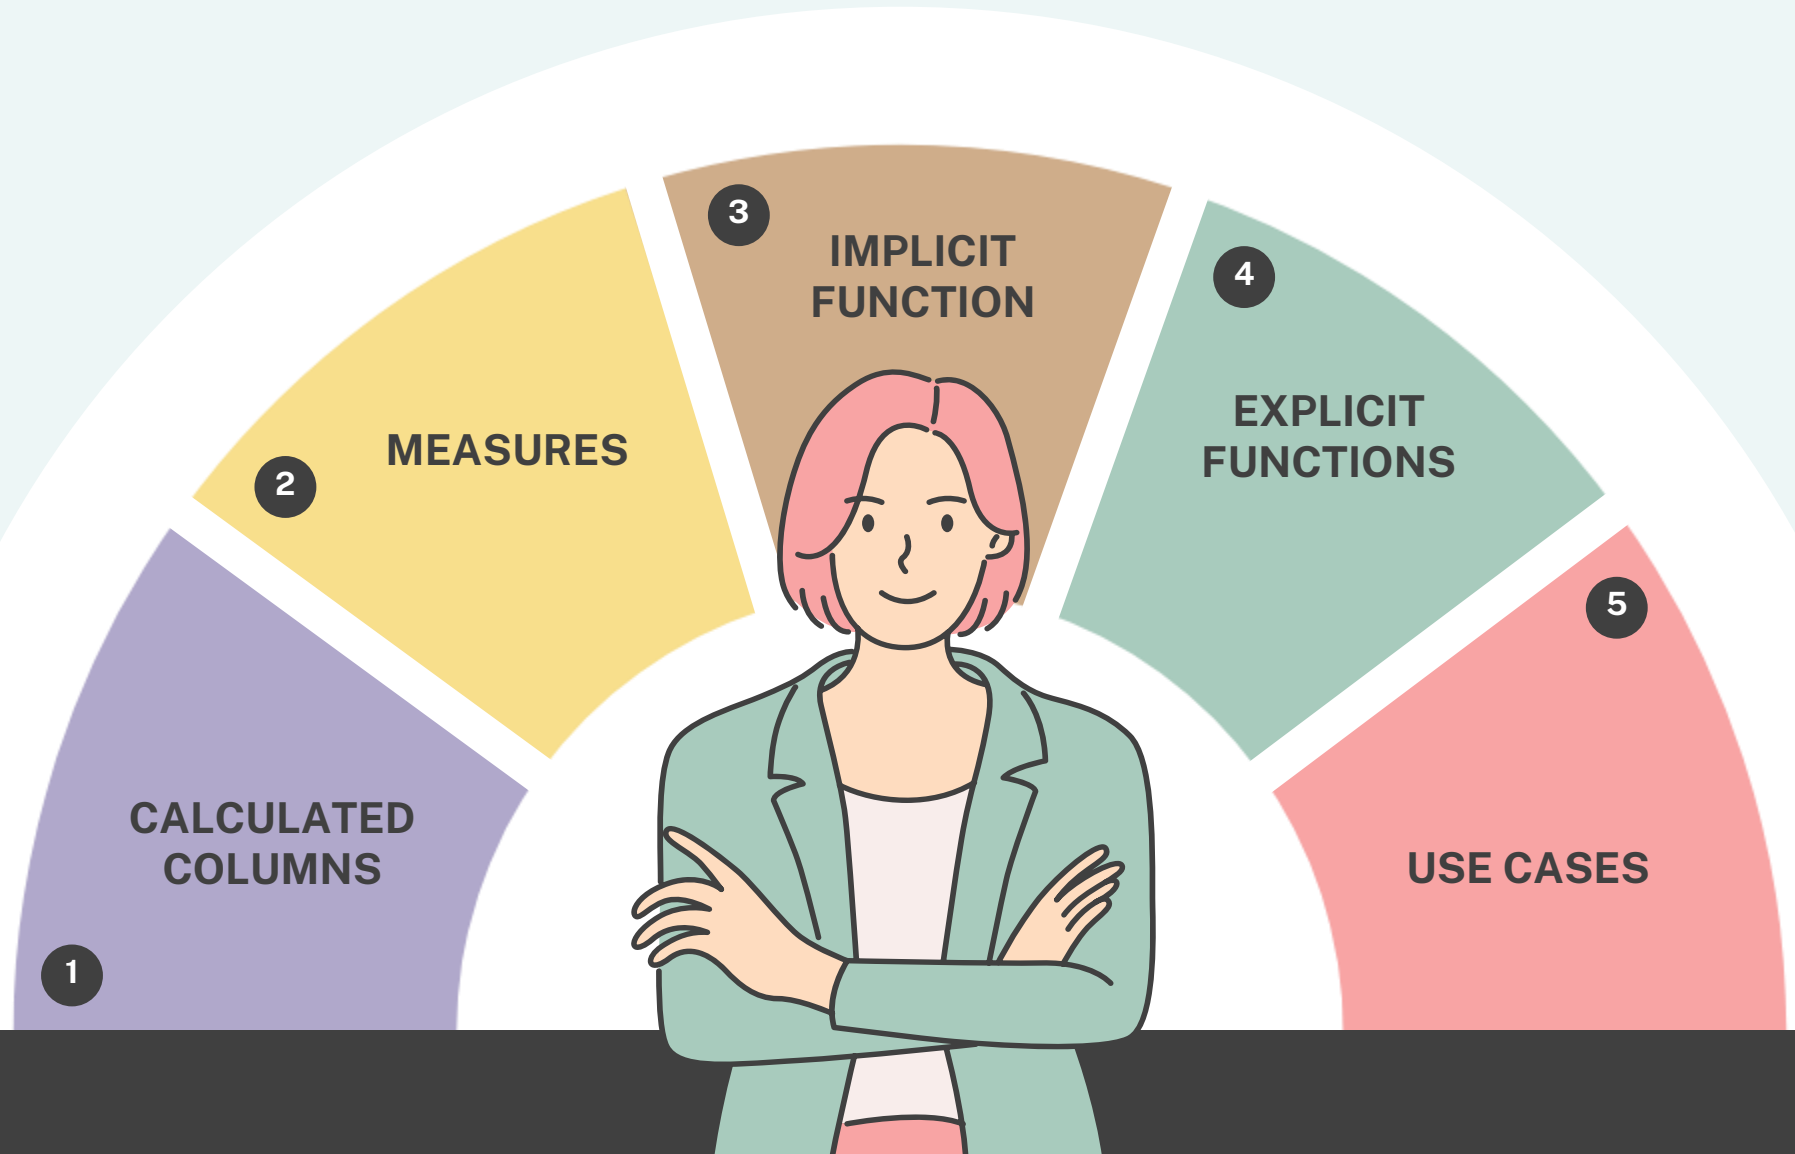 1
CALCULATED
COLUMNS
2
MEASURES
3
IMPLICIT
FUNCTION
4
EXPLICIT
FUNCTIONS
5
USE CASES